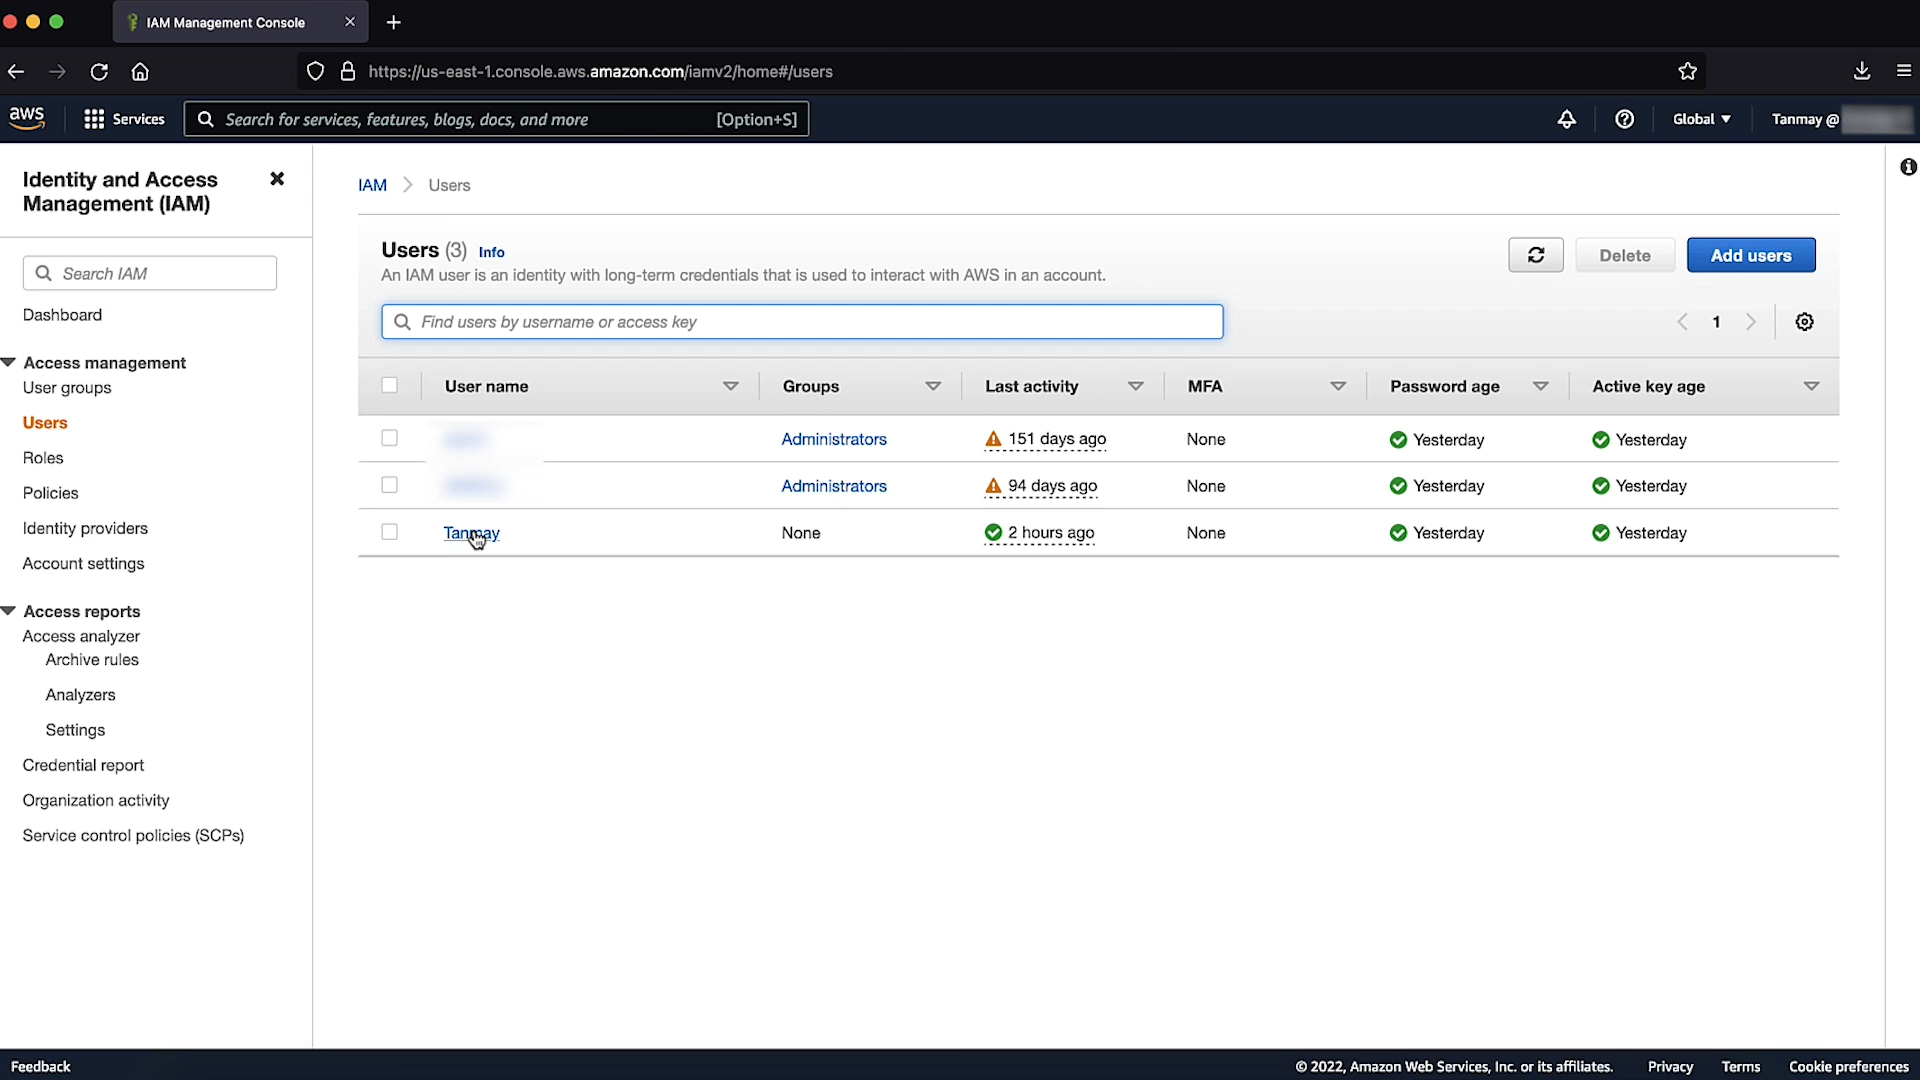 IAM Management Console
https://us-east-1.console.aws.amazon.com/iamv2/home#/users
aws
Services
Search for services, features, blogs, docs, and more
[Option+S]
Global
Tanmay @
Identity and Access
Management (IAM)
Search IAM
Dashboard
Access management
User groups
Users
Roles
Policies
Identity providers
Account settings
Access reports
Access analyzer
Archive rules
Analyzers
Settings
Credential report
Organization activity
Service control policies (SCPs)
IAM > Users
Users (3) Info
An IAM user is an identity with long-term credentials that is used to interact with AWS in an account.
Delete
Add users
Find users by username or access key
1
User name Groups Last activity MFA Password age Active key age
Administrators 151 days ago None Yesterday Yesterday
Administrators 94 days ago None Yesterday Yesterday
Tanmay None 2 hours ago None Yesterday Yesterday
Feedback
© 2022, Amazon Web Services, Inc. or its affiliates. Privacy Terms Cookie preferences